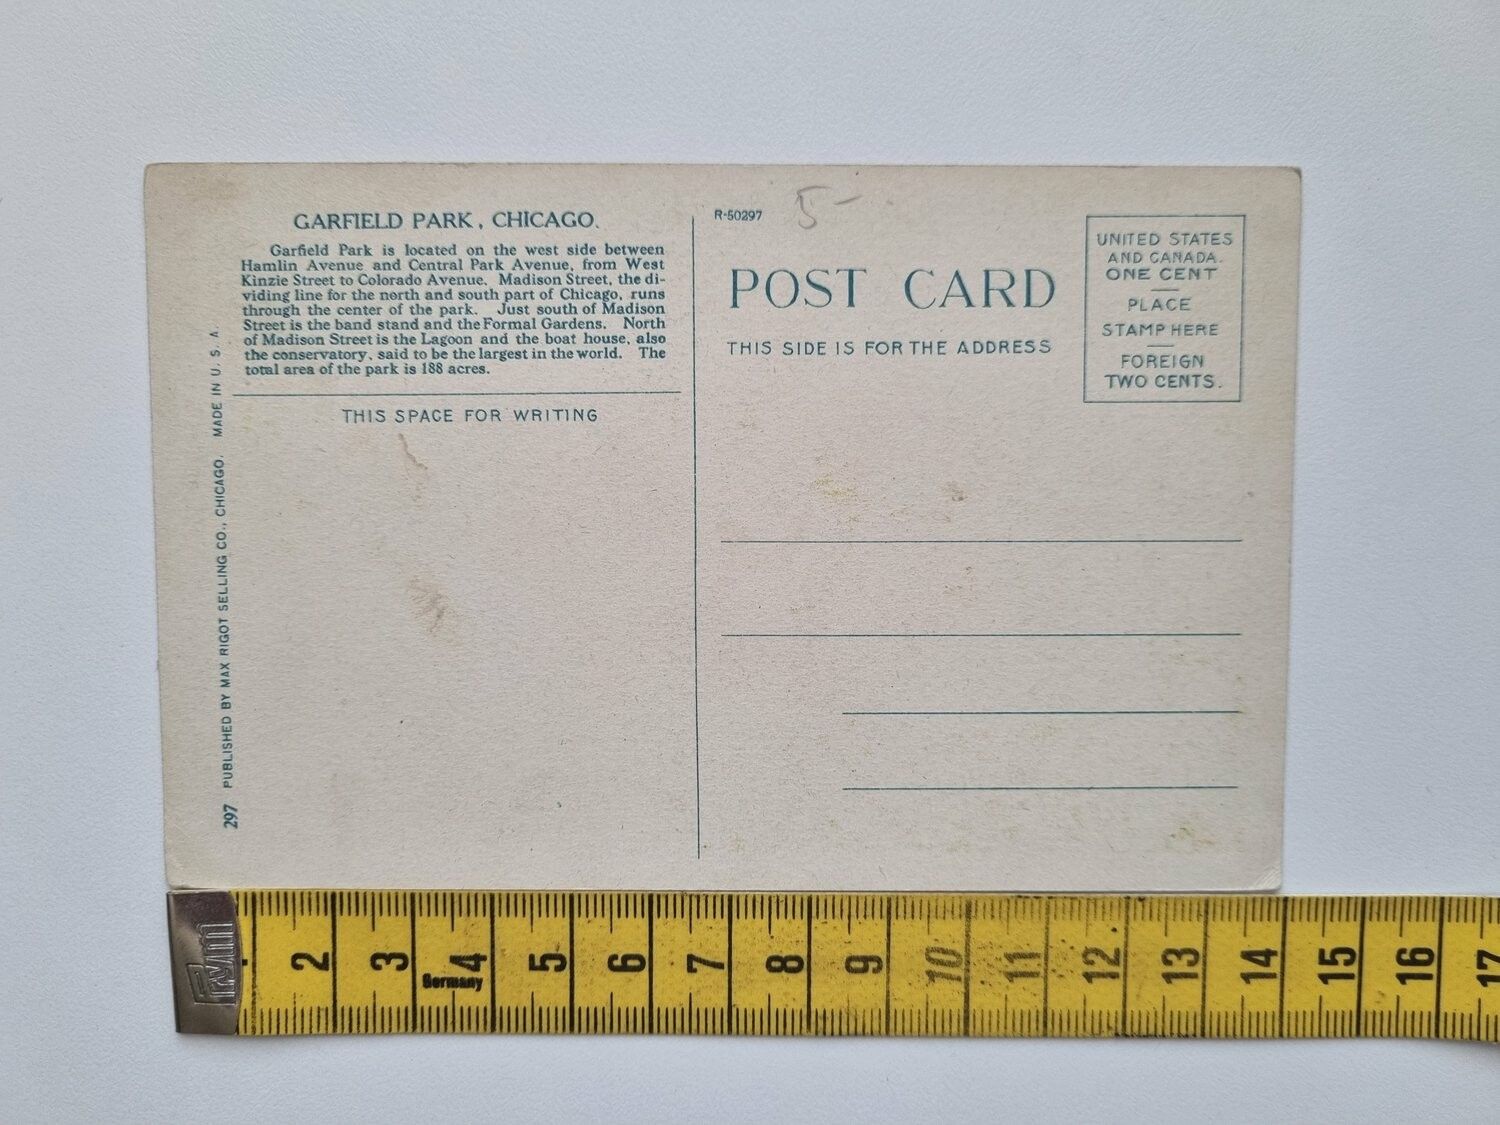 GARFIELD PARK, CHICAGO.
Garfield Park is located on the west side between
Hamlin Avenue and Central Park Avenue, from West
Kinzie Street to Colorado Avenue. Madison Street, the di-
viding line for the north and south part of Chicago, runs
through the center of the park. Just south of Madison
Street is the band stand and the Formal Gardens. North
of Madison Street is the Lagoon and the boat house, also
the conservatory, said to be the largest in the world. The
total area of the park is 188 acres.
THIS SPACE FOR WRITING
297 PUBLISHED BY MAX RIGOT SELLING CO., CHICAGO. MADE IN U. S. A.
R-50297
5-
POST CARD
THIS SIDE IS FOR THE ADDRESS
UNITED STATES
AND CANADA.
ONE CENT
PLACE
STAMP HERE
FOREIGN
TWO CENTS.
Prym
2 3 4 5 6 7 8 9 10 11 12 13 14 15 16 17
Germany